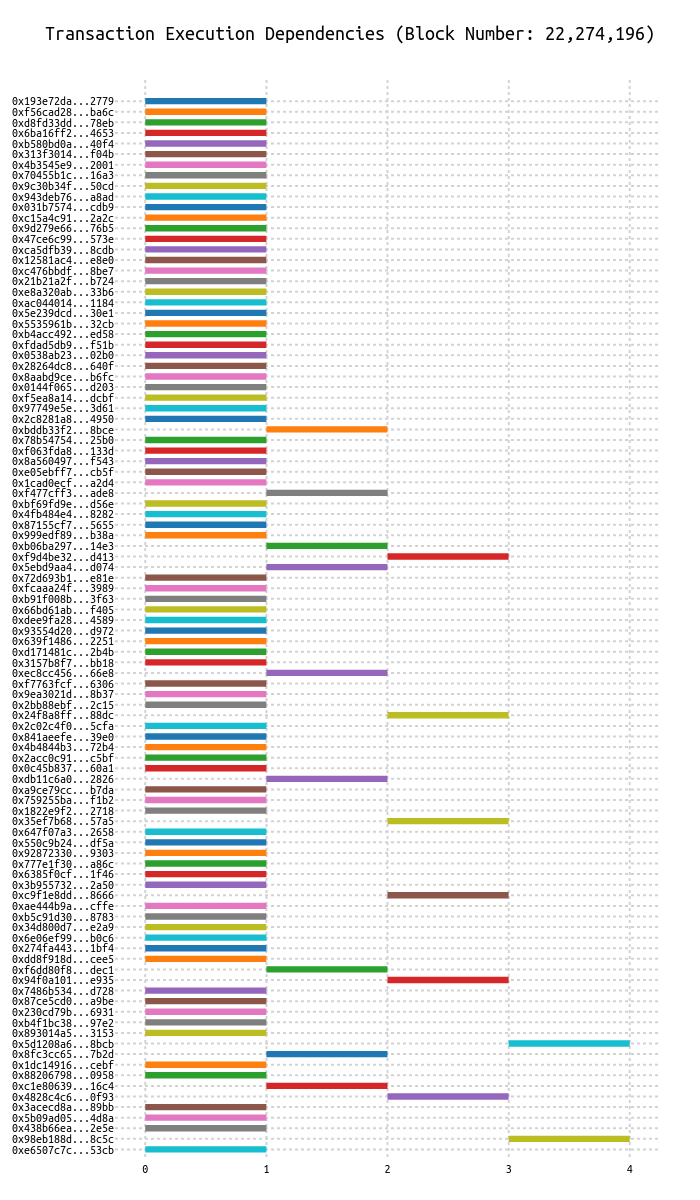 Transaction Execution Dependencies (Block Number: 22,274,196)
0x193e72da...2779
0xf56cad28...ba6c
0xd8fd33dd...78eb
0x6ba16ff2...4653
0xb580bd0a...40f4
0x313f3014...f04b
0x4b3545e9...2001
0x70455b1c...16a3
0x9c30b34f...50cd
0x943deb76...a8ad
0x031b7574...cdb9
0xc15a4c91...2a2c
0x9d279e66...76b5
0x47ce6c99...573e
0xca5dfb39...8cdb
0x12581ac4...e8e0
0xc476bbdf...8be7
0x21b21a2f...b724
0xe8a320ab...33b6
0xac044014...1184
0x5e239dcd...30e1
0x5535961b...32cb
0xb4acc492...ed58
0xfdad5db9...f51b
0x0538ab23...02b0
0x28264dc8...640f
0x8aabd9ce...b6fc
0x0144f065...d203
0xf5ea8a14...dcbf
0x97749e5e...3d61
0x2c8281a8...4950
0xbddb33f2...8bce
0x78b54754...25b0
0xf063fda8...133d
0x8a560497...f543
0xe05ebff7...cb5f
0x1cad0ecf...a2d4
0xf477cff3...ade8
0xbf69fd9e...d56e
0x4fb484e4...8282
0x87155cf7...5655
0x999edf89...b38a
0xb06ba297...14e3
0xf9d4be32...d413
0x5ebd9aa4...d074
0x72d693b1...e81e
0xfcaaa24f...3989
0xb91f008b...3f63
0x66bd61ab...f405
0xdee9fa28...4589
0x93554d20...d972
0x639f1486...2251
0xd171481c...2b4b
0x3157b8f7...bb18
0xec8cc456...66e8
0xf7763fcf...6306
0x9ea3021d...8b37
0x2bb88ebf...2c15
0x24f8a8ff...88dc
0x2c02c4f0...5cfa
0x841aeefe...39e0
0x4b4844b3...72b4
0x2acc0c91...c5bf
0x0c45b837...60a1
0xdb11c6a0...2826
0xa9ce79cc...b7da
0x759255ba...f1b2
0x1822e9f2...2718
0x35ef7b68...57a5
0x647f07a3...2658
0x550c9b24...df5a
0x92872330...9303
0x777e1f30...a86c
0x6385f0cf...1f46
0x3b955732...2a50
0xc9f1e8dd...8666
0xae444b9a...cffe
0xb5c91d30...8783
0x34d800d7...e2a9
0x6e06ef99...b0c6
0x274fa443...1bf4
0xdd8f918d...cee5
0xf6dd80f8...dec1
0x94f0a101...e935
0x7486b534...d728
0x87ce5cd0...a9be
0x230cd79b...6931
0xb4f1bc38...97e2
0x893014a5...3153
0x5d1208a6...8bcb
0x8fc3cc65...7b2d
0x1dc14916...cebf
0x88206798...0958
0xc1e80639...16c4
0x4828c4c6...0f93
0x3acecd8a...89bb
0x5b09ad05...4d8a
0x438b66ea...2e5e
0x98eb188d...8c5c
0xe6507c7c...53cb
0 1 2 3 4